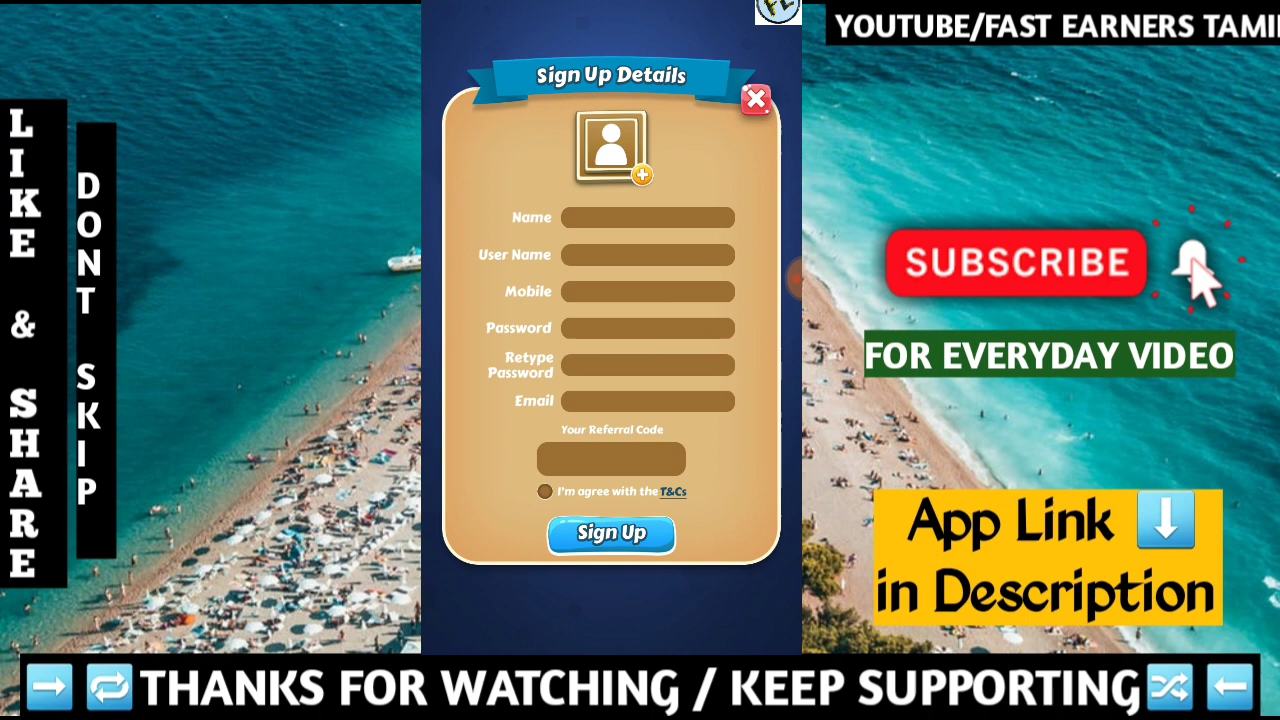 YOUTUBE/FAST EARNERS TAMI
LIKE & SHARE
DONT SKIP
Sign Up Details
Name
User Name
Mobile
Password
Retype
Password
Email
Your Referral Code
I'm agree with the T&Cs
Sign Up
SUBSCRIBE
FOR EVERYDAY VIDEO
App Link
in Description
THANKS FOR WATCHING / KEEP SUPPORTING